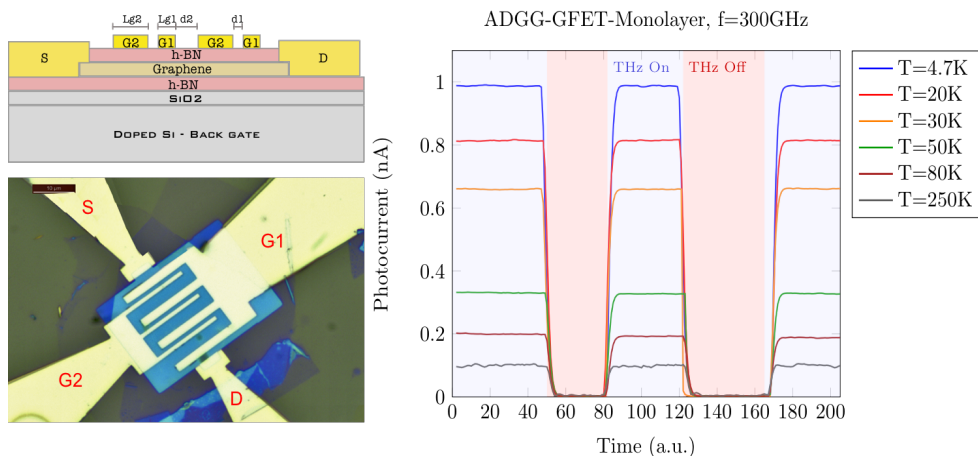 Lg2 Lg1 d2 d1
G2 G1 G2 G1
S D
h-BN
Graphene
h-BN
SiO2
DOPED SI - BACK GATE
10 µm
S
G1
G2
D
ADGG-GFET-Monolayer, f=300GHz
THz On THz Off
Photocurrent (nA)
1
0.8
0.6
0.4
0.2
0
0 20 40 60 80 100 120 140 160 180 200
Time (a.u.)
T=4.7K
T=20K
T=30K
T=50K
T=80K
T=250K